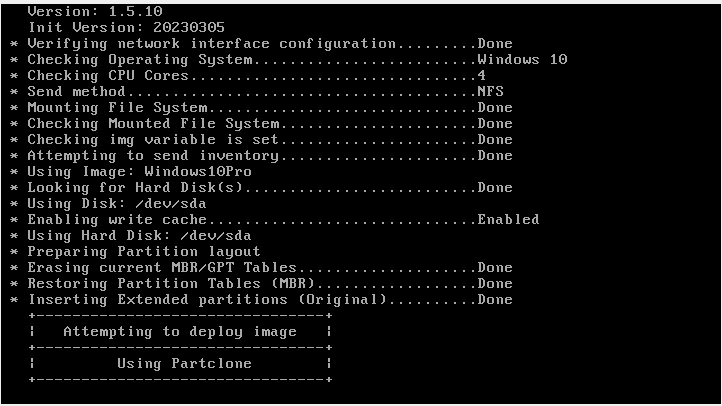 Version: 1.5.10
Init Version: 20230305
* Verifying network interface configuration.........Done
* Checking Operating System.........................Windows 10
* Checking CPU Cores................................4
* Send method.......................................NFS
* Mounting File System..............................Done
* Checking Mounted File System......................Done
* Checking img variable is set......................Done
* Attempting to send inventory......................Done
* Using Image: Windows10Pro
* Looking for Hard Disk(s)..........................Done
* Using Disk: /dev/sda
* Enabling write cache..............................Enabled
* Using Hard Disk: /dev/sda
* Preparing Partition layout
* Erasing current MBR/GPT Tables....................Done
* Restoring Partition Tables (MBR)..................Done
* Inserting Extended partitions (Original)..........Done
+--------------------------------+
|   Attempting to deploy image   |
+--------------------------------+
|         Using Partclone        |
+--------------------------------+